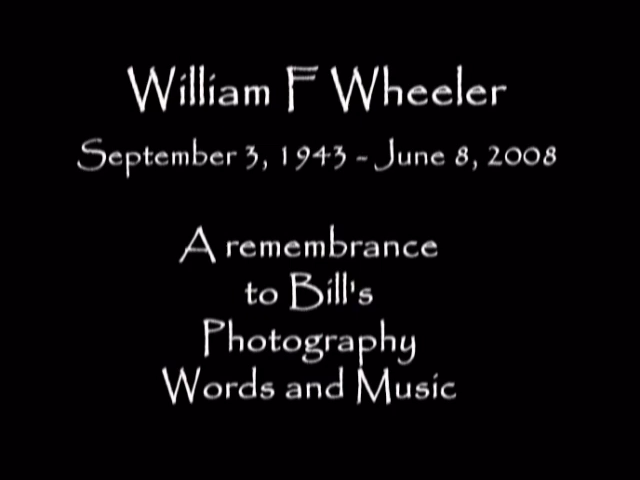 William F Wheeler
September 3, 1943 - June 8, 2008
A remembrance
to Bill's
Photography
Words and Music